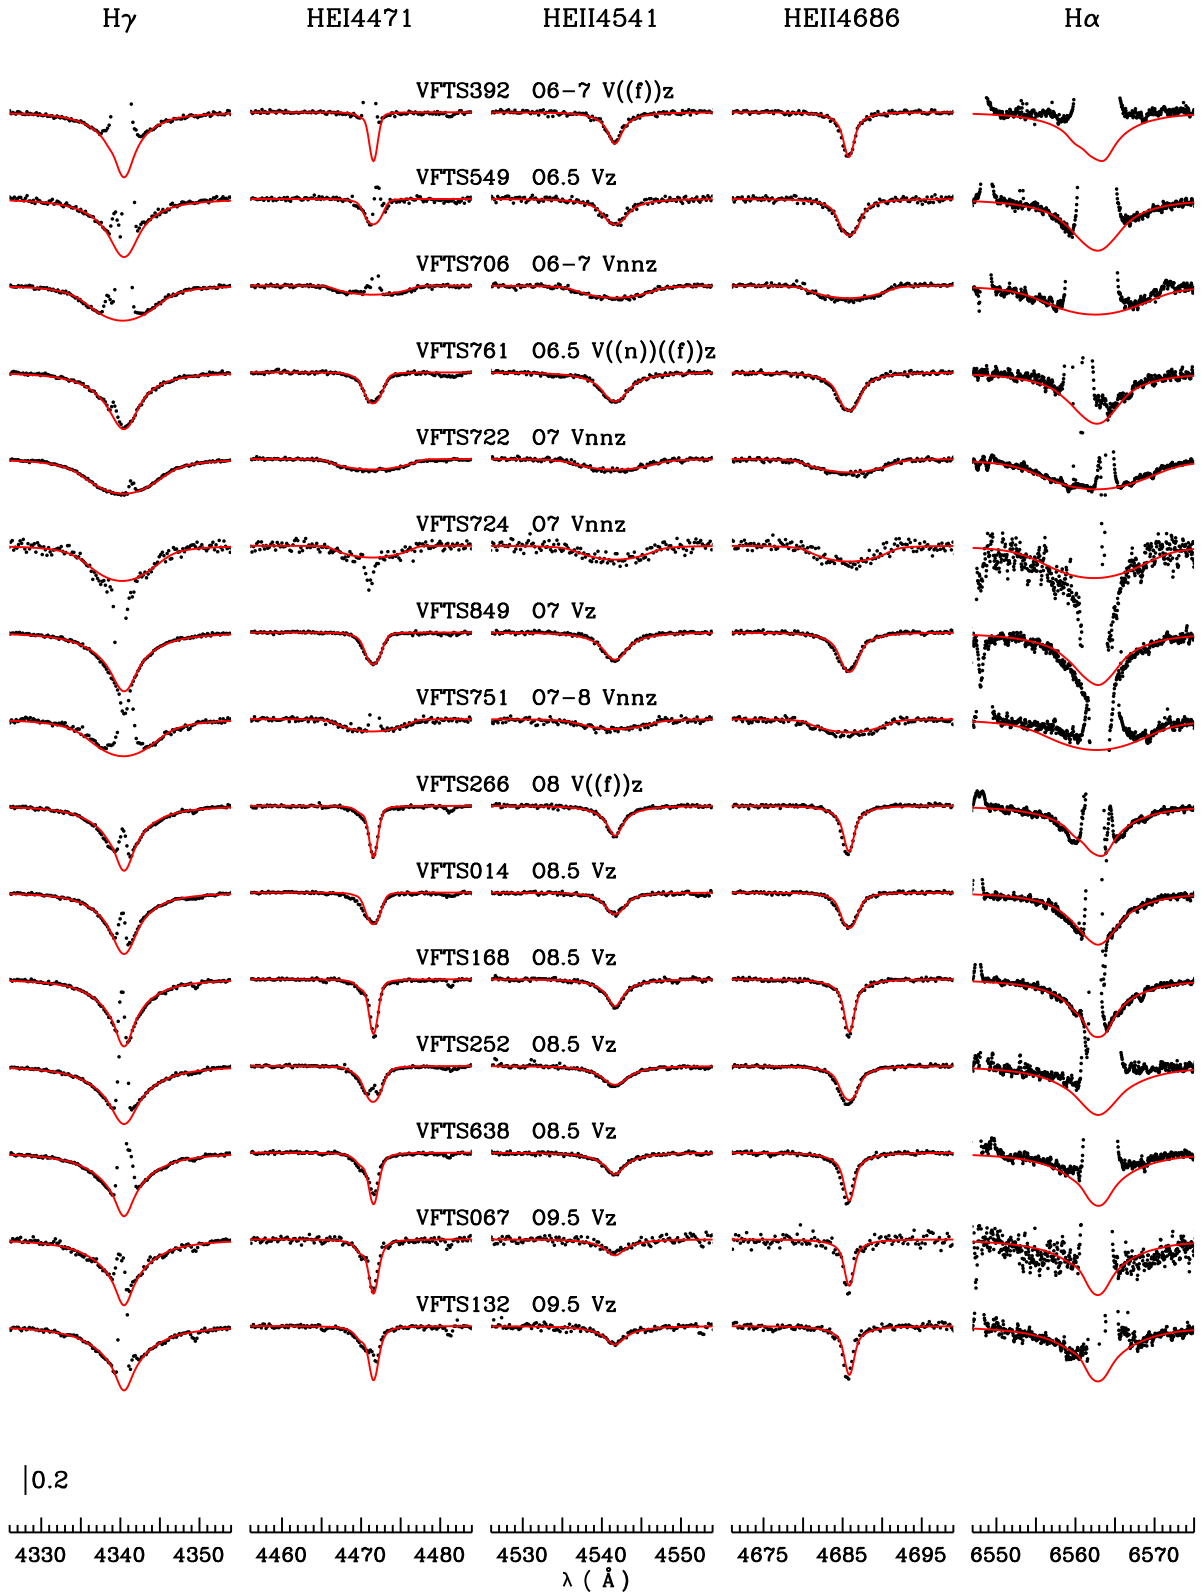 Hγ HEI4471 HEII4541 HEII4686 Hα
VFTS392 O6-7 V((f))z
VFTS549 O6.5 Vz
VFTS706 O6-7 Vnnz
VFTS761 O6.5 V((n))((f))z
VFTS722 O7 Vnnz
VFTS724 O7 Vnnz
VFTS849 O7 Vz
VFTS751 O7-8 Vnnz
VFTS266 O8 V((f))z
VFTS014 O8.5 Vz
VFTS168 O8.5 Vz
VFTS252 O8.5 Vz
VFTS638 O8.5 Vz
VFTS067 O9.5 Vz
VFTS132 O9.5 Vz
0.2
4330 4340 4350 4460 4470 4480 4530 4540 4550 4675 4685 4695 6550 6560 6570
λ ( Å )